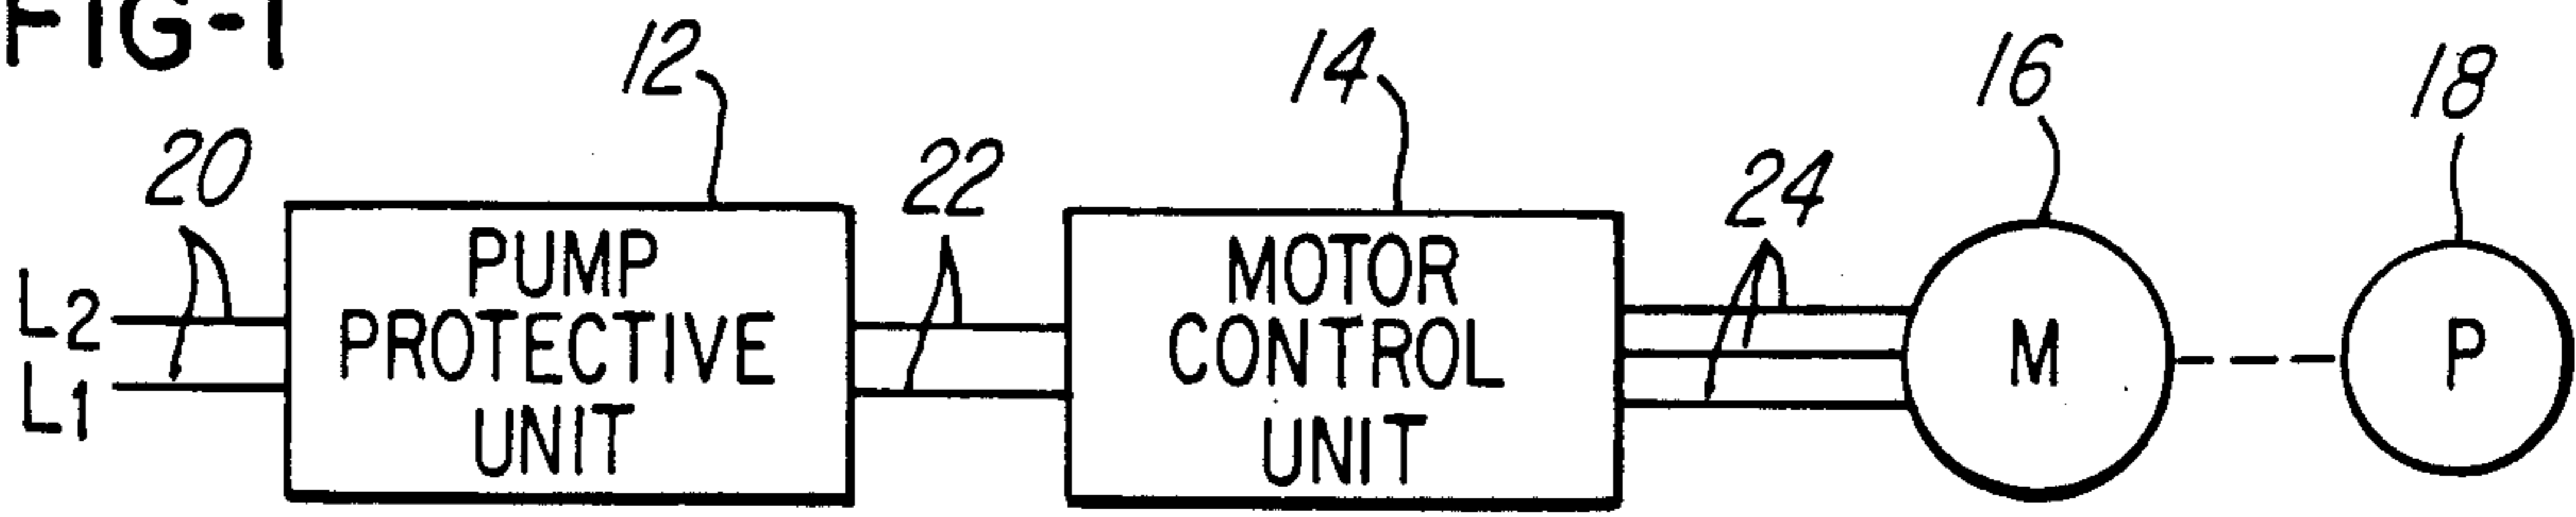 FIG-1
12
14
16
18
20
22
24
L2
L1
PUMP
PROTECTIVE
UNIT
MOTOR
CONTROL
UNIT
M
P